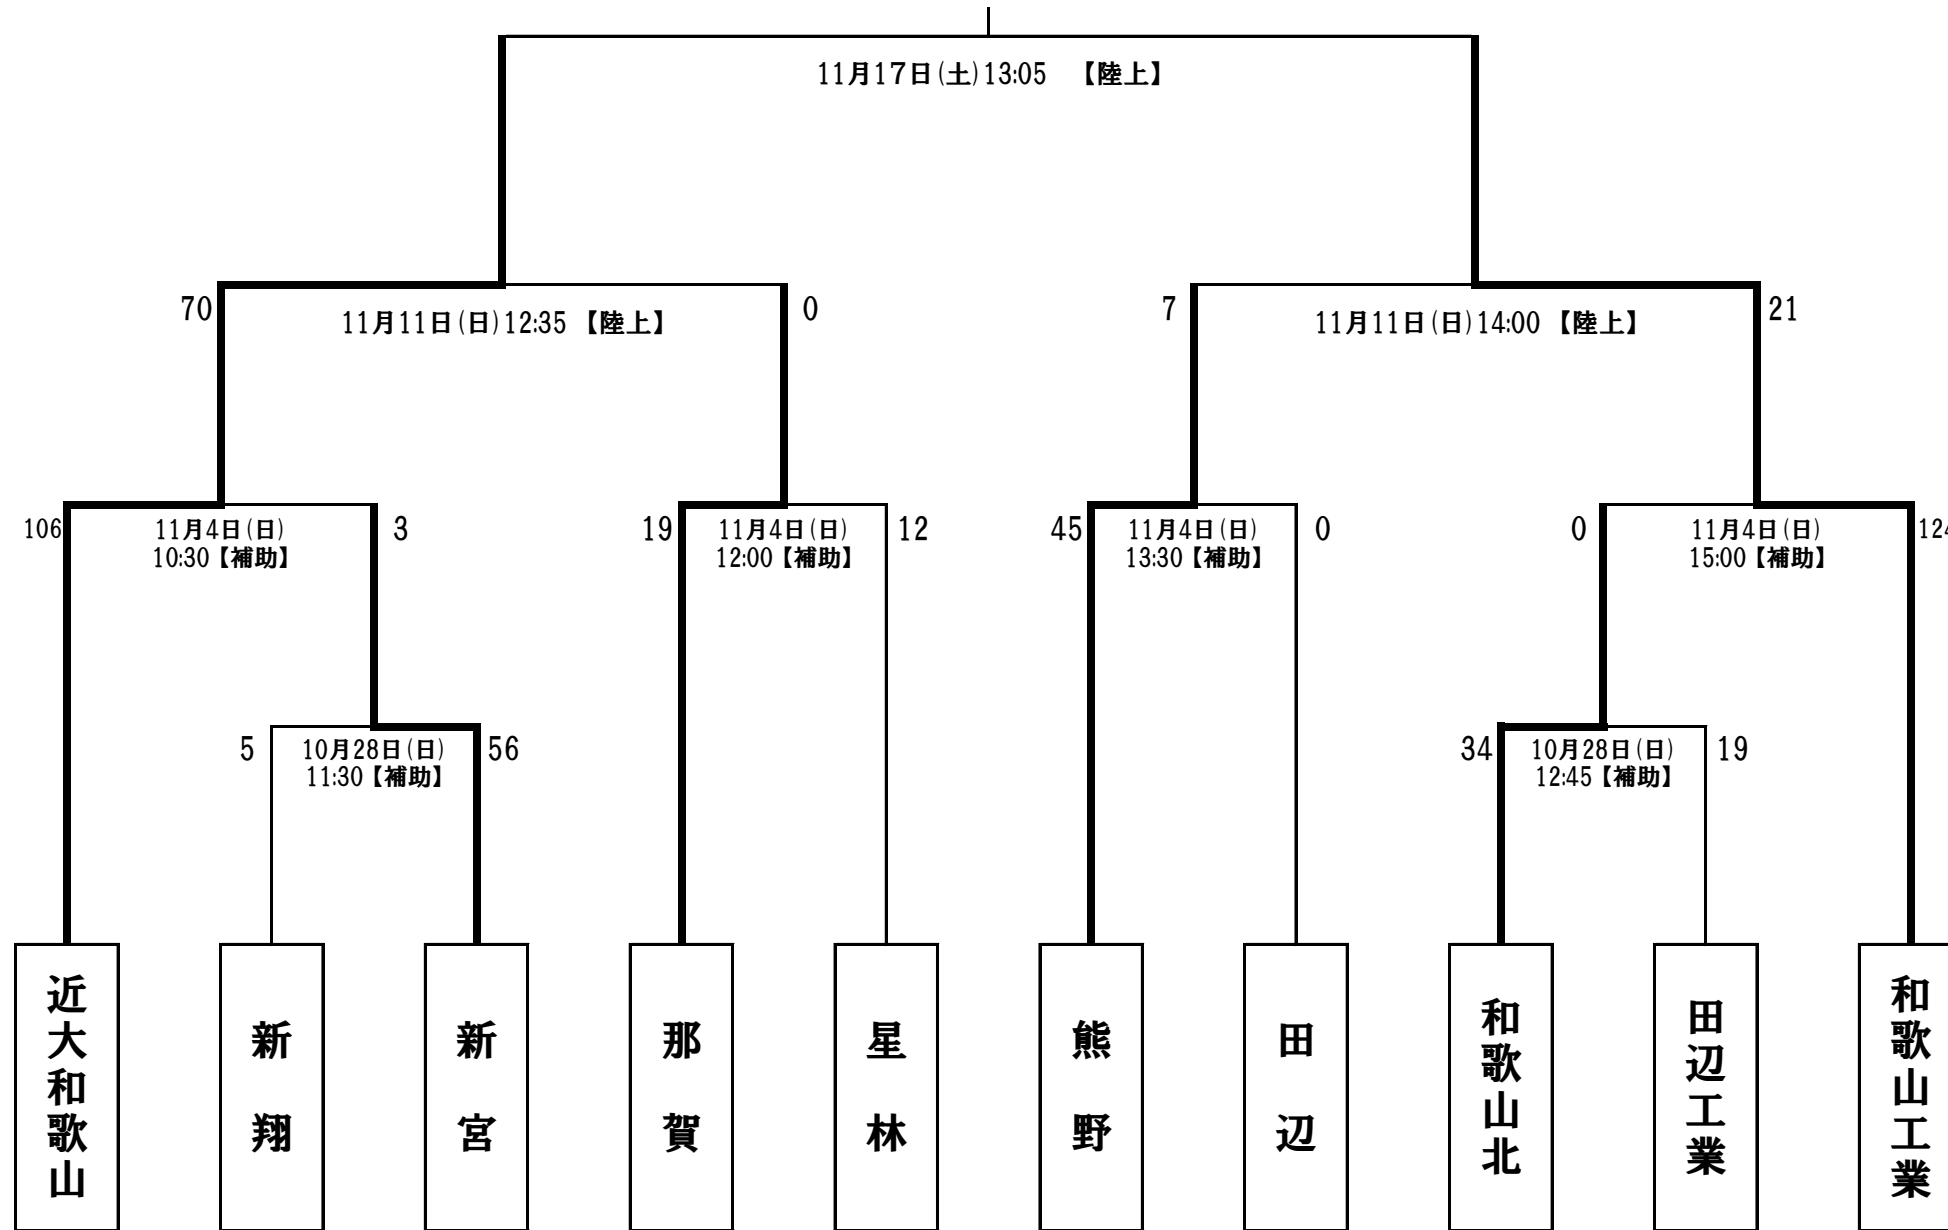 11月17日(土)13:05 【陸上】
70
11月11日(日)12:35 【陸上】
0
7
11月11日(日)14:00 【陸上】
21
106
11月4日(日)
10:30【補助】
3
19
11月4日(日)
12:00【補助】
12
45
11月4日(日)
13:30【補助】
0
0
11月4日(日)
15:00【補助】
124
5
10月28日(日)
11:30【補助】
56
34
10月28日(日)
12:45【補助】
19
近大和歌山
新翔
新宮
那賀
星林
熊野
田辺
和歌山北
田辺工業
和歌山工業